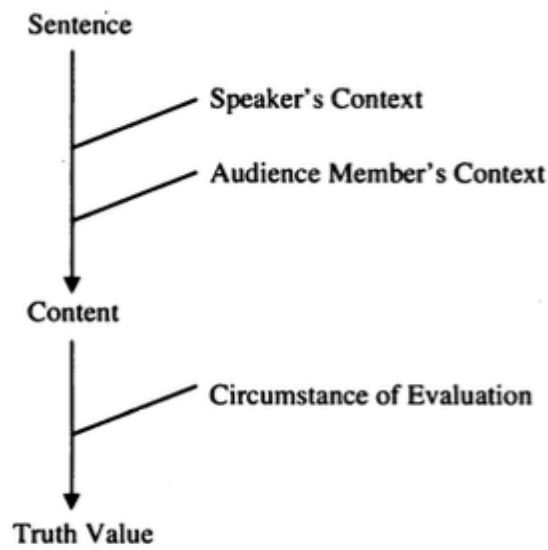 Sentence
Speaker's Context
Audience Member's Context
Content
Circumstance of Evaluation
Truth Value